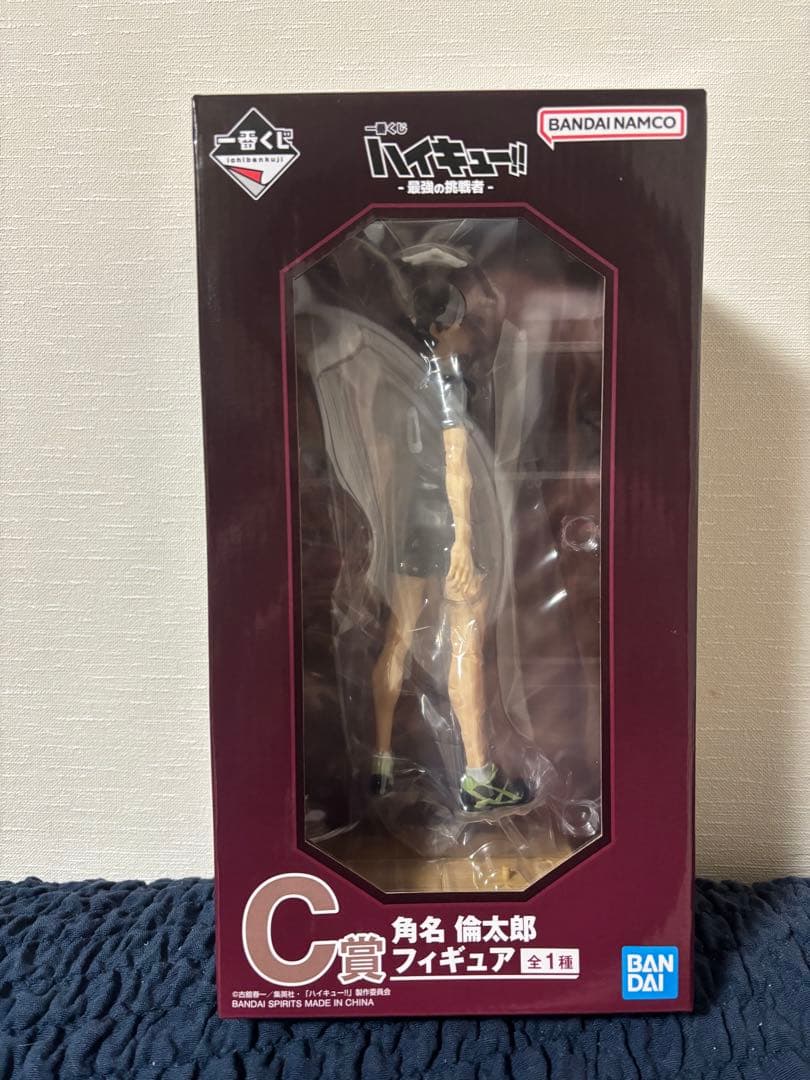 一番くじ
ichibankuji
一番くじ
ハイキュー!!
- 最強の挑戦者 -
BANDAI NAMCO
C賞
角名 倫太郎
フィギュア 全1種
©古舘春一／集英社・「ハイキュー!!」製作委員会
BANDAI SPIRITS MADE IN CHINA
BAN
DAI